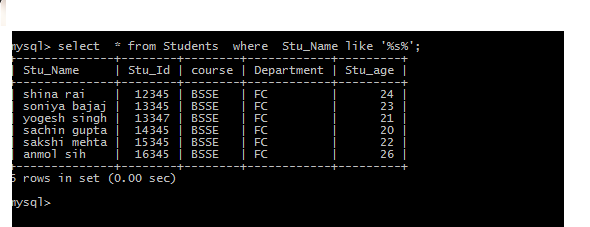 mysql> select  * from Students  where  Stu_Name like '%s%';
| Stu_Name | Stu_Id | course | Department | Stu_age |
| shina rai | 12345 | BSSE | FC | 24 |
| soniya bajaj | 13345 | BSSE | FC | 23 |
| yogesh singh | 13347 | BSSE | FC | 21 |
| sachin gupta | 14345 | BSSE | FC | 20 |
| sakshi mehta | 15345 | BSSE | FC | 22 |
| anmol sih | 16345 | BSSE | FC | 26 |
6 rows in set (0.00 sec)
mysql>